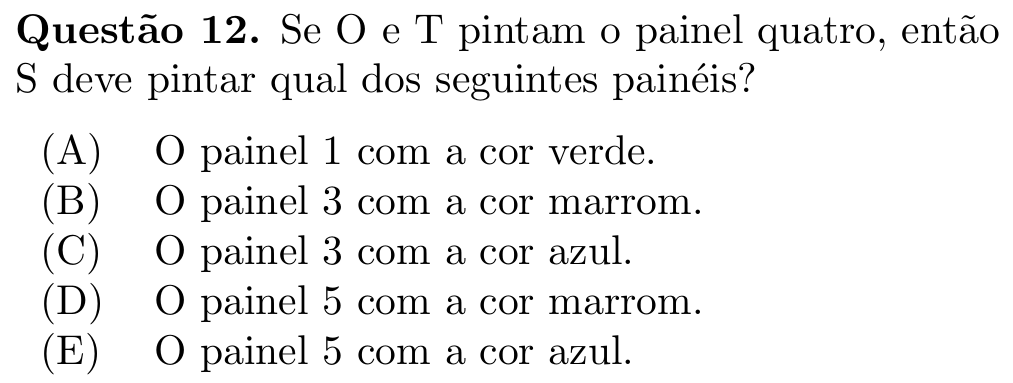 Questão 12. Se O e T pintam o painel quatro, então
S deve pintar qual dos seguintes painéis?
(A) O painel 1 com a cor verde.
(B) O painel 3 com a cor marrom.
(C) O painel 3 com a cor azul.
(D) O painel 5 com a cor marrom.
(E) O painel 5 com a cor azul.